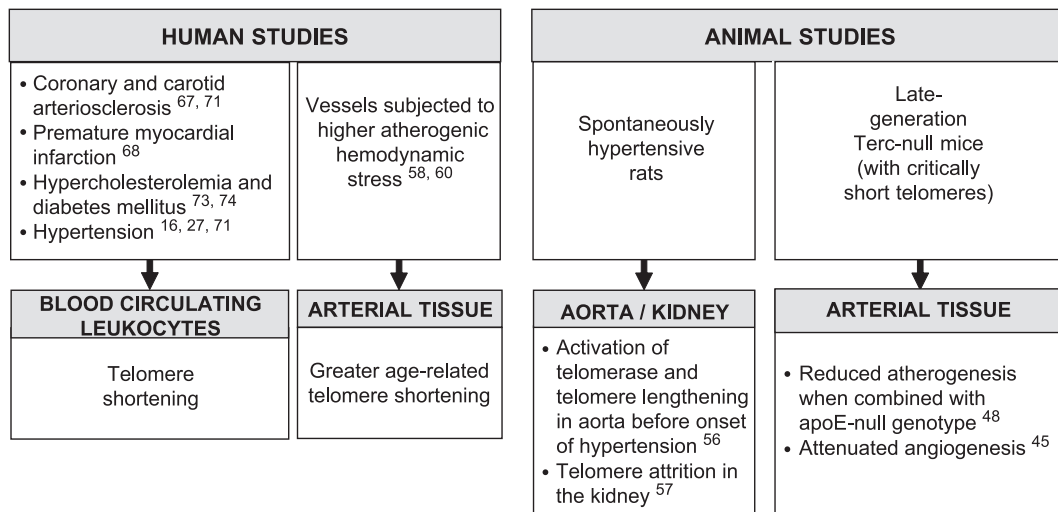 HUMAN STUDIES
• Coronary and carotid
arteriosclerosis 67, 71
• Premature myocardial
infarction 68
• Hypercholesterolemia and
diabetes mellitus 73, 74
• Hypertension 16, 27, 71
Vessels subjected to
higher atherogenic
hemodynamic
stress 58, 60
BLOOD CIRCULATING
LEUKOCYTES
Telomere
shortening
ARTERIAL TISSUE
Greater age-related
telomere shortening
ANIMAL STUDIES
Spontaneously
hypertensive
rats
Late-
generation
Terc-null mice
(with critically
short telomeres)
AORTA / KIDNEY
• Activation of
telomerase and
telomere lengthening
in aorta before onset
of hypertension 56
• Telomere attrition in
the kidney 57
ARTERIAL TISSUE
• Reduced atherogenesis
when combined with
apoE-null genotype 48
• Attenuated angiogenesis 45